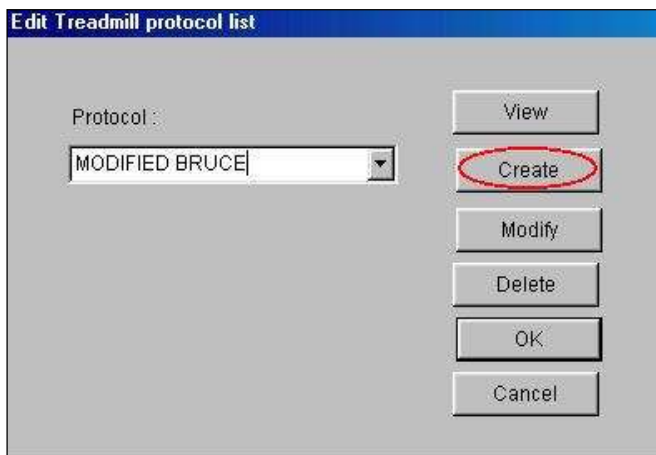 Edit Treadmill protocol list
Protocol :
MODIFIED BRUCE
View
Create
Modify
Delete
OK
Cancel